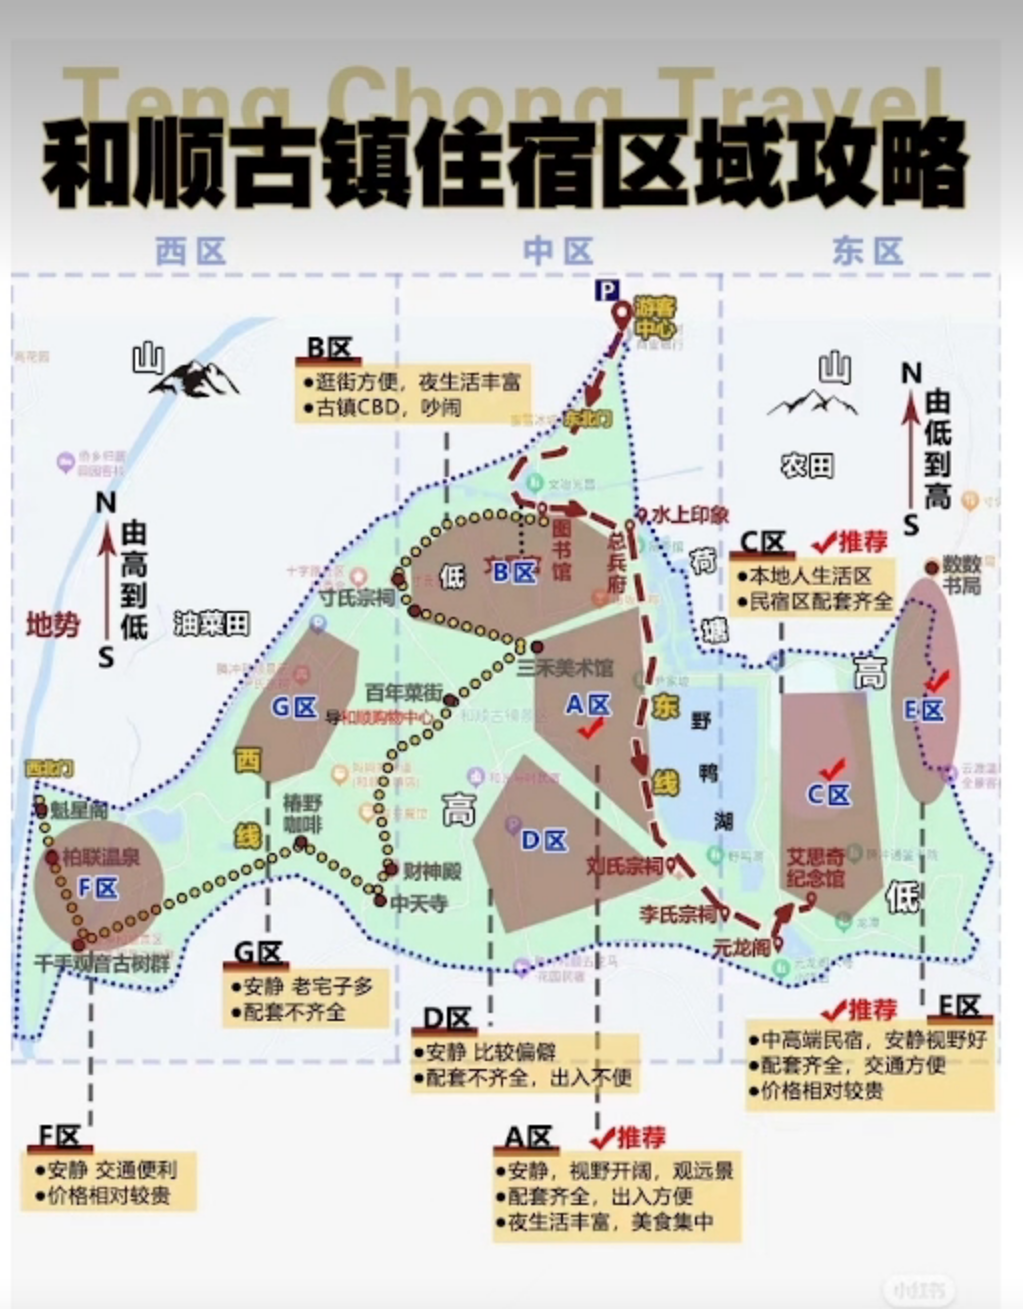 Teng Chong Travel
和顺古镇住宿区域攻略
西区
中区
东区
P
游客
中心
B区
●逛街方便，夜生活丰富
●古镇CBD，吵闹
山
山
N
由低到高
S
农田
东北门
N
由高到低
S
地势
油菜田
水上印象
图书馆
总兵府
荷塘
C区
推荐
●本地人生活区
●民宿区配套齐全
数数
书局
低
B区
寸氏宗祠
三禾美术馆
百年菜街
和顺购物中心
G区
A区
东线
野鸭湖
高
E区
C区
西北门
魁星阁
柏联温泉
F区
西线
椿野
咖啡
高
D区
财神殿
中天寺
刘氏宗祠
李氏宗祠
元龙阁
艾思奇
纪念馆
低
千手观音古树群
G区
●安静 老宅子多
●配套不齐全
D区
●安静 比较偏僻
●配套不齐全，出入不便
推荐
E区
●中高端民宿，安静视野好
●配套齐全，交通方便
●价格相对较贵
F区
●安静 交通便利
●价格相对较贵
A区
推荐
●安静，视野开阔，观远景
●配套齐全，出入方便
●夜生活丰富，美食集中
小红书